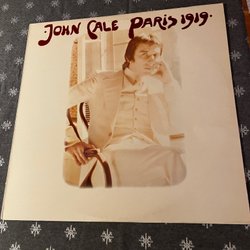 ·JOHN CALE PARIS 1919·